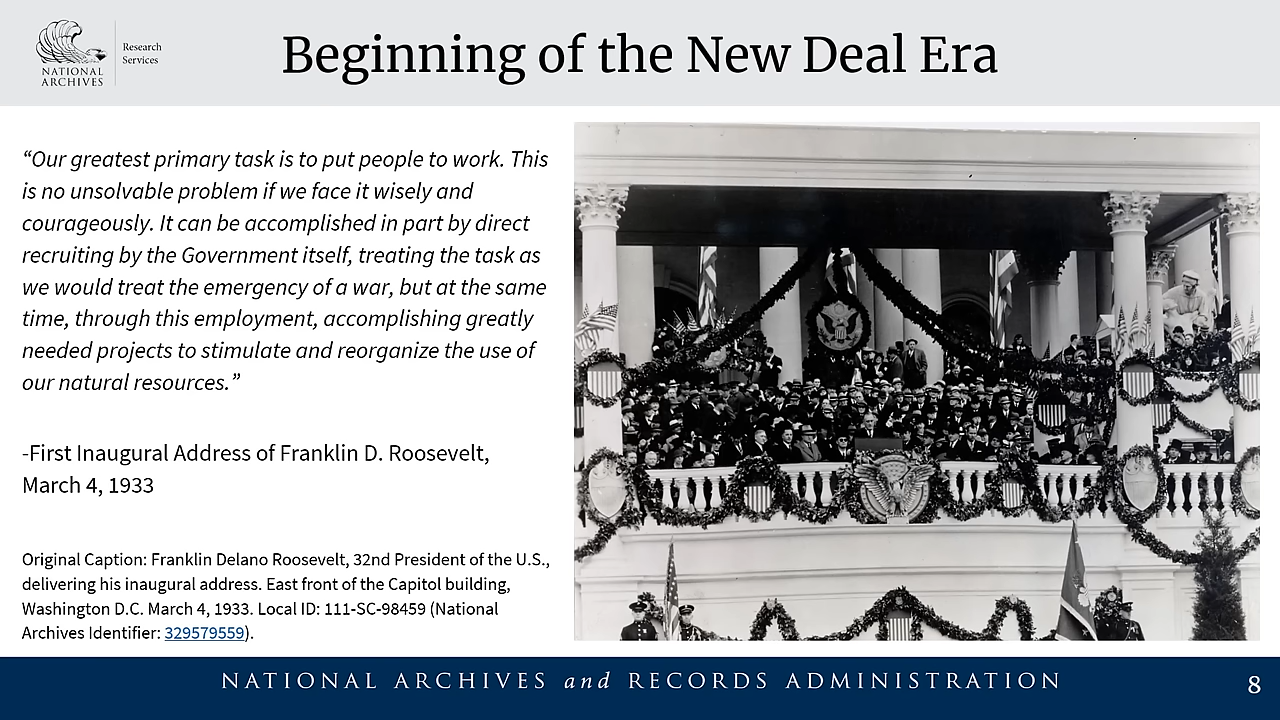 NATIONAL
ARCHIVES
Research
Services
Beginning of the New Deal Era
“Our greatest primary task is to put people to work. This
is no unsolvable problem if we face it wisely and
courageously. It can be accomplished in part by direct
recruiting by the Government itself, treating the task as
we would treat the emergency of a war, but at the same
time, through this employment, accomplishing greatly
needed projects to stimulate and reorganize the use of
our natural resources.”
-First Inaugural Address of Franklin D. Roosevelt,
March 4, 1933
Original Caption: Franklin Delano Roosevelt, 32nd President of the U.S.,
delivering his inaugural address. East front of the Capitol building,
Washington D.C. March 4, 1933. Local ID: 111-SC-98459 (National
Archives Identifier: 329579559).
NATIONAL ARCHIVES and RECORDS ADMINISTRATION
8